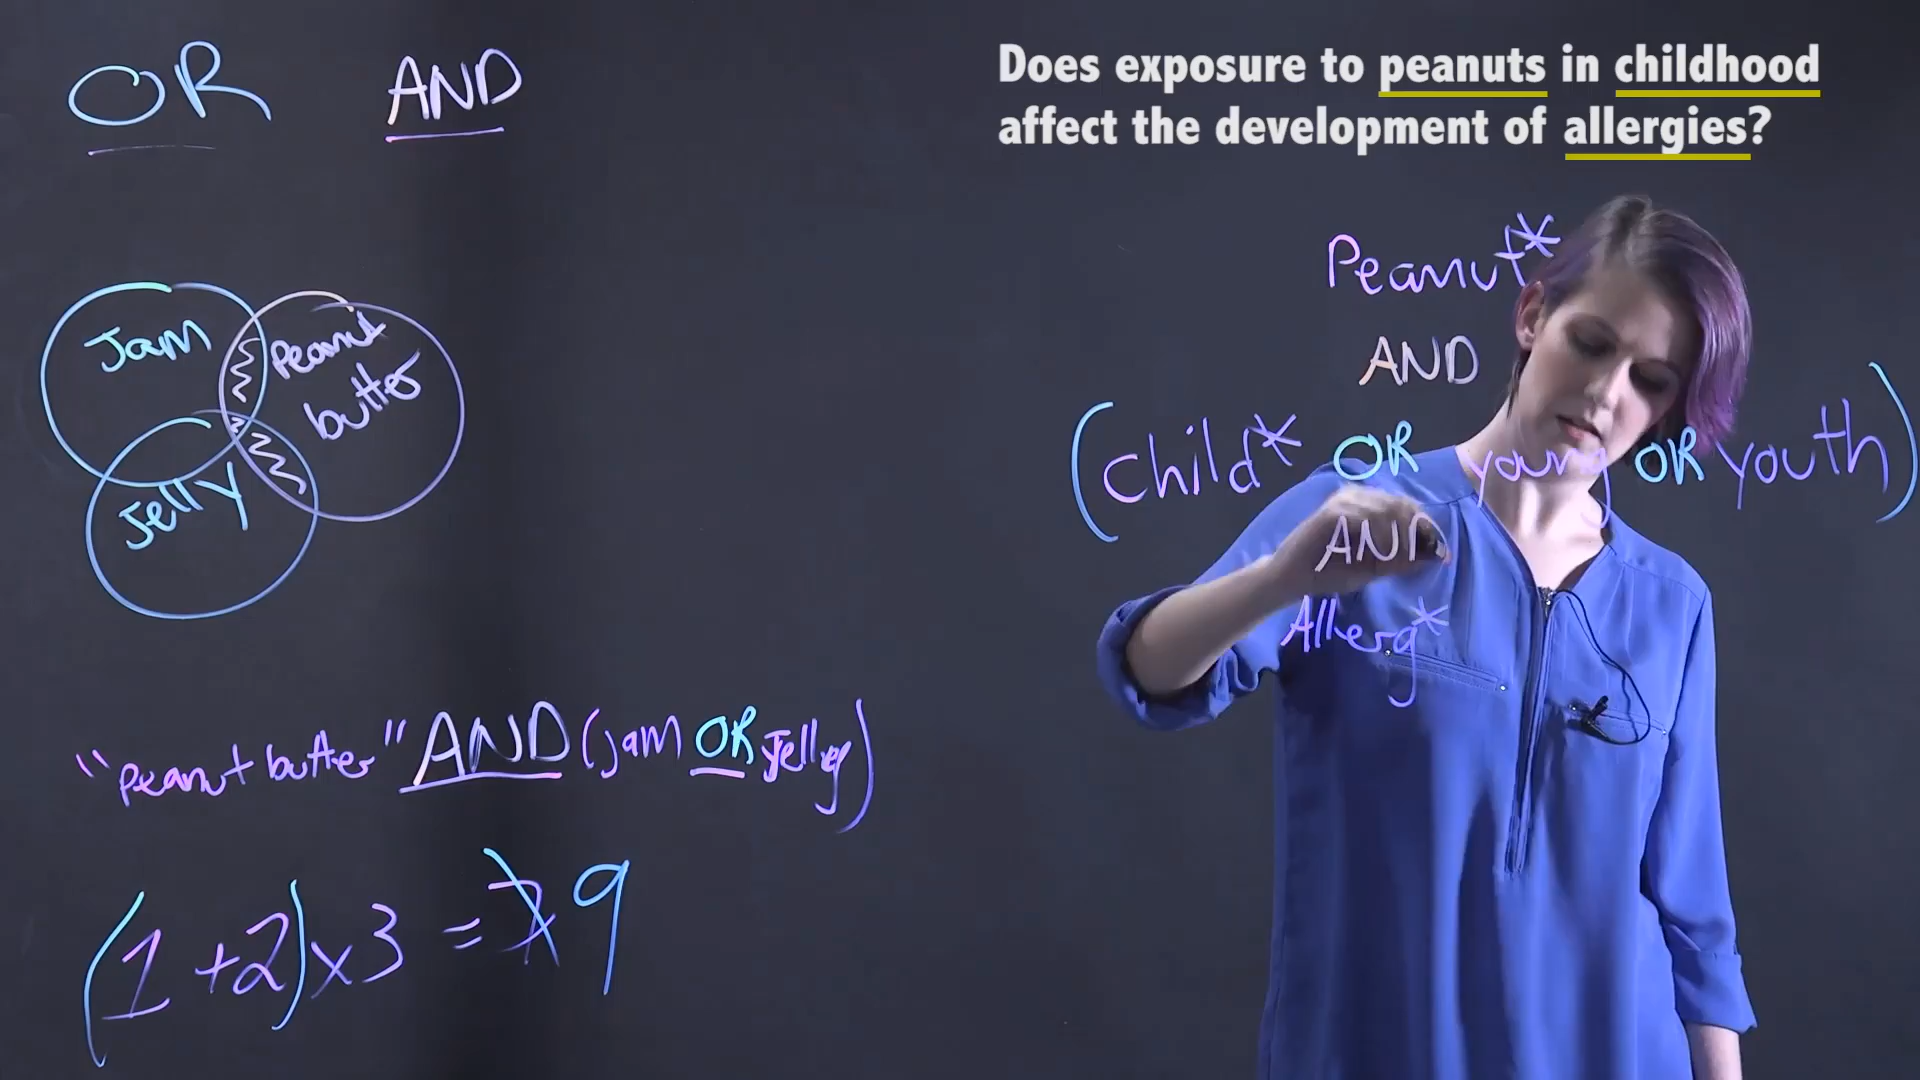 OR AND
Does exposure to peanuts in childhood
affect the development of allergies?
Jam
Peanut
butter
Jelly
Peanut*
AND
(child* OR young OR youth)
AND
Allerg*
"peanut butter" AND (jam OR Jelly)
(1+2)x3 = 7 9